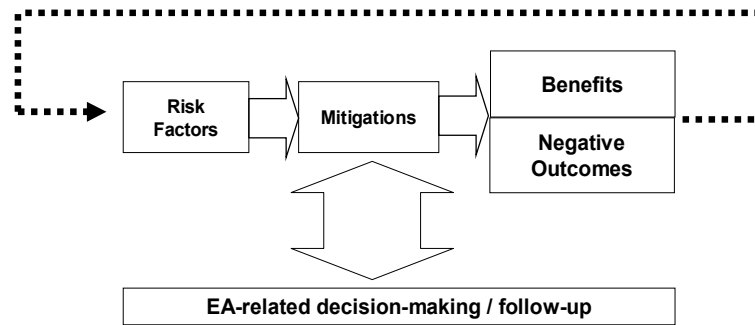 Risk
Factors
Mitigations
Benefits
Negative
Outcomes
EA-related decision-making / follow-up